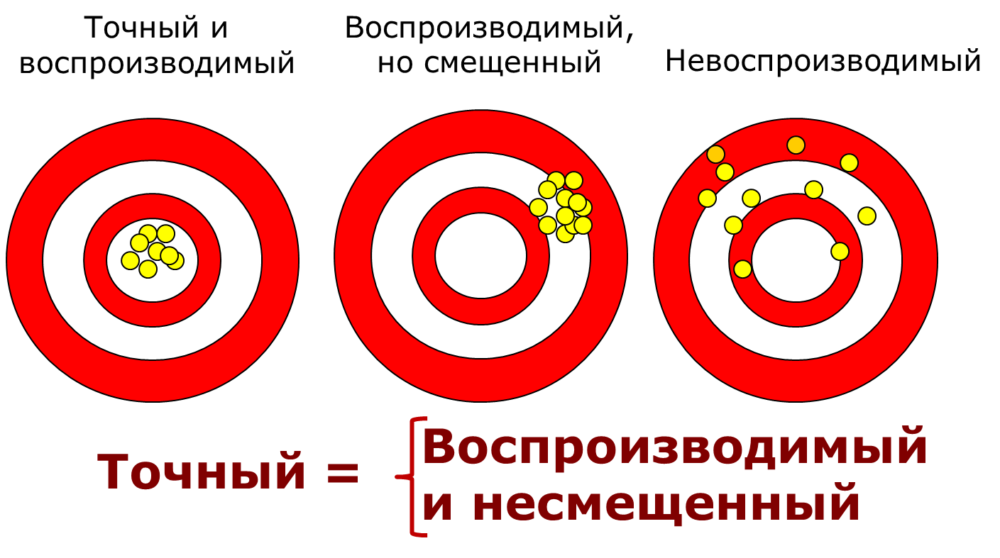 Точный и
воспроизводимый
Воспроизводимый,
но смещенный
Невоспроизводимый
Точный =
Воспроизводимый
и несмещенный